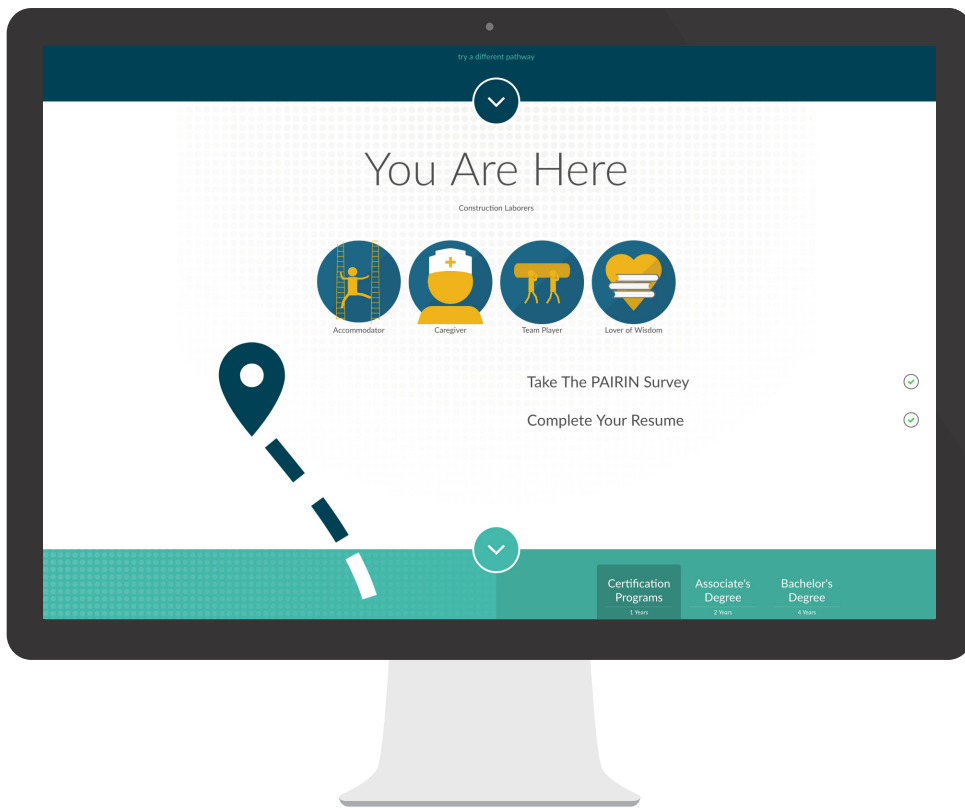 try a different pathway
You Are Here
Construction Laborers
Accommodator
Caregiver
Team Player
Lover of Wisdom
Take The PAIRIN Survey
Complete Your Resume
Certification
Programs
1 Years
Associate's
Degree
2 Years
Bachelor's
Degree
4 Years